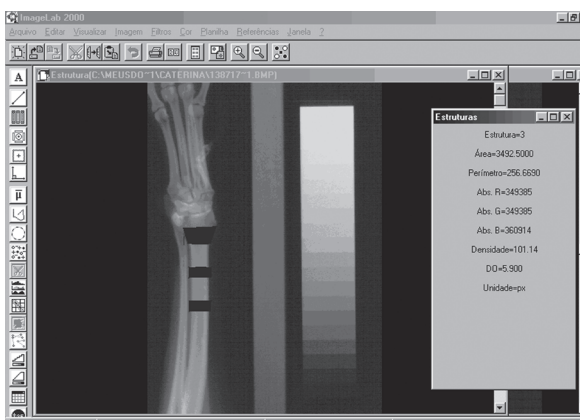 ImageLab 2000
Arquivo Editar Visualizar Imagem Filtros Cor Planilha Referências Janela ?
Estrutura[C:\MEUSDO~1\CATERINA\138717~1.BMP]
A
μ
Estruturas
Estrutura=3
Área=3492.5000
Perímetro=256.6690
Abs. R=349385
Abs. G=349385
Abs. B=360914
Densidade=101.14
DO=5.900
Unidade=px